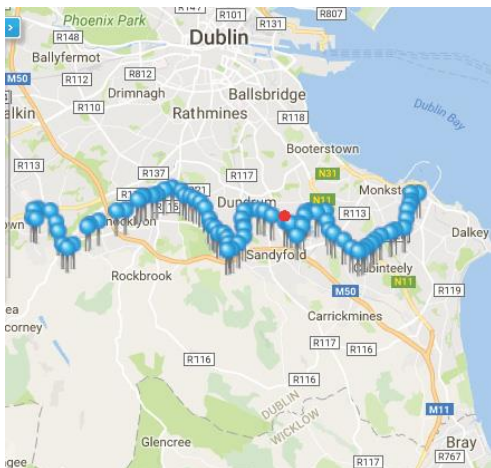 Phoenix Park
R147
R101
R807
R148
R131
Dublin
Ballyfermot
M50
R112
R812
Ballsbridge
Drimnagh
R110
Rathmines
R118
Dublin Bay
Booterstown
R113
R137
R117
N31
Dundrum
N11
R113
Dalkey
Sandyford
Rockbrook
M50
N11
R119
Carrickmines
R116
R117
R116
R116
DUBLIN
WICKLOW
M11
Glencree
R117
Bray
R767